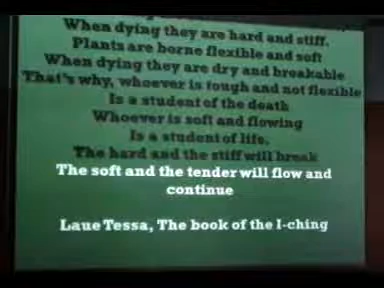 When dying they are hard and stiff.
Plants are borne flexible and soft
When dying they are dry and breakable
That's why, whoever is tough and not flexible
Is a student of the death
Whoever is soft and flowing
Is a student of life.
The hard and the stiff will break
The soft and the tender will flow and
continue
Laue Tessa, The book of the I-ching